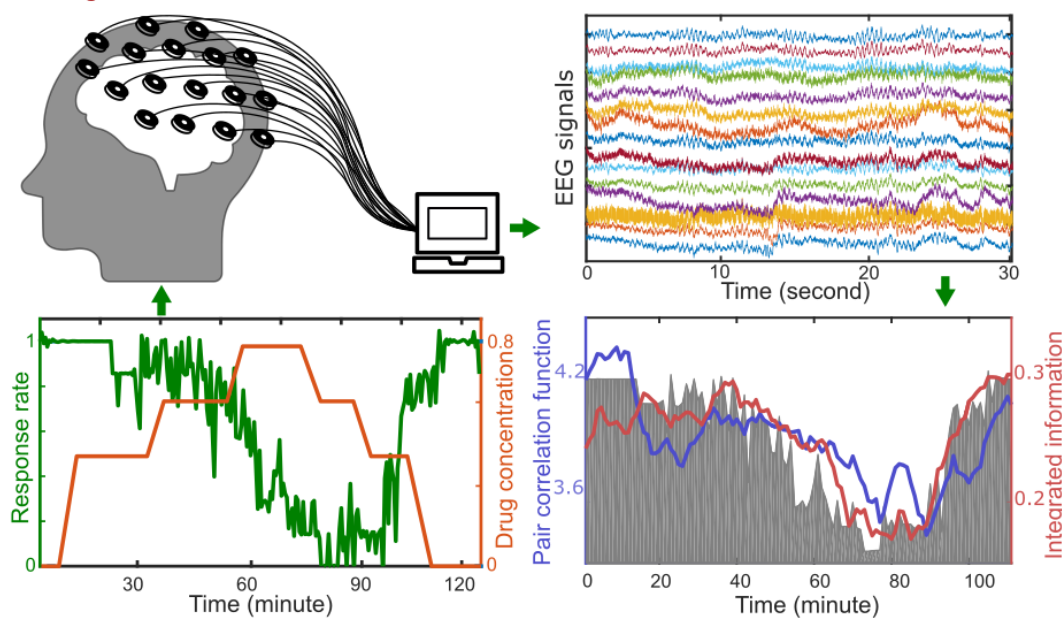 EEG signals
0
10
20
30
Time (second)
Response rate
1
0
Drug concentration
0.8
0
30
60
90
120
Time (minute)
Pair correlation function
4.2
3.6
Integrated information
0.3
0.2
0
20
40
60
80
100
Time (minute)